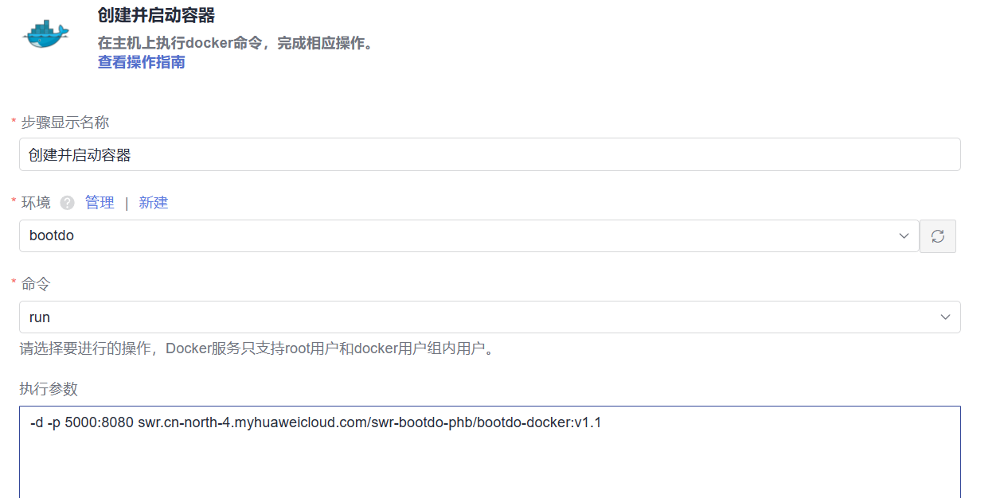 创建并启动容器
在主机上执行docker命令，完成相应操作。
查看操作指南
* 步骤显示名称
创建并启动容器
* 环境 ? 管理 | 新建
bootdo
* 命令
run
请选择要进行的操作，Docker服务只支持root用户和docker用户组内用户。
执行参数
-d -p 5000:8080 swr.cn-north-4.myhuaweicloud.com/swr-bootdo-phb/bootdo-docker:v1.1